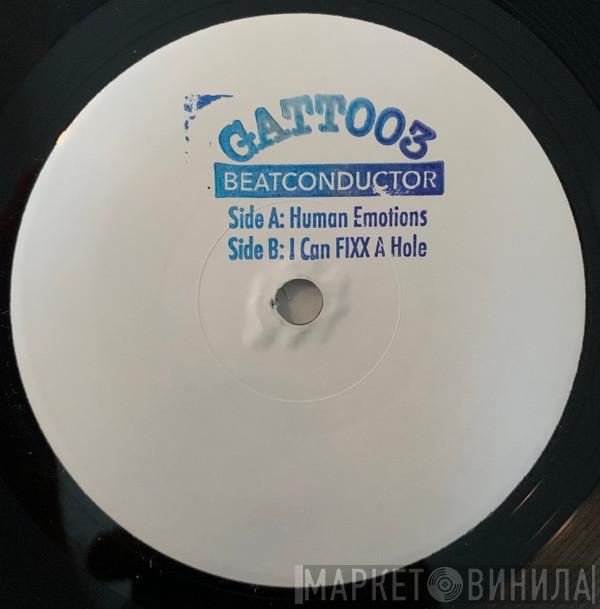 GATT003
BEATCONDUCTOR
Side A: Human Emotions
Side B: I Can FIXX A Hole
МАРКЕТ ВИНИЛА